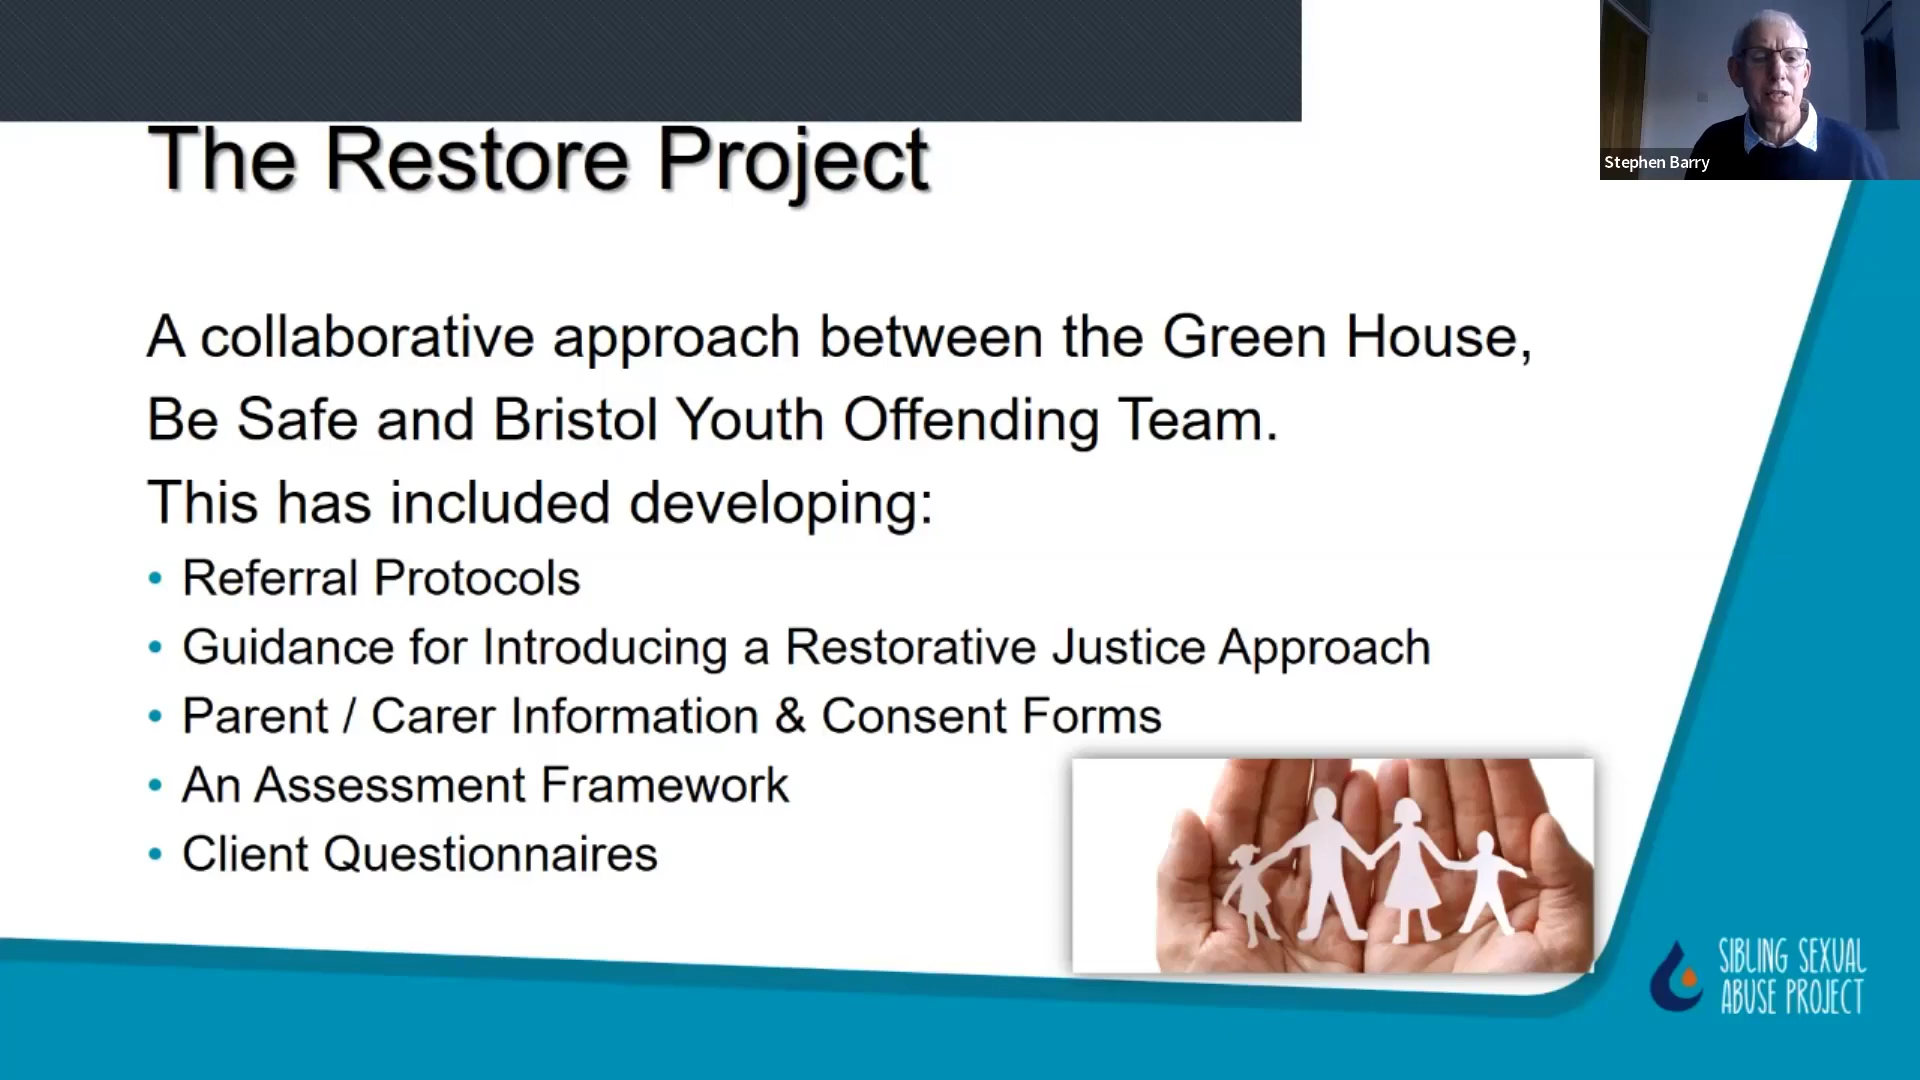 The Restore Project
Stephen Barry
A collaborative approach between the Green House,
Be Safe and Bristol Youth Offending Team.
This has included developing:
• Referral Protocols
• Guidance for Introducing a Restorative Justice Approach
• Parent / Carer Information & Consent Forms
• An Assessment Framework
• Client Questionnaires
SIBLING SEXUAL
ABUSE PROJECT